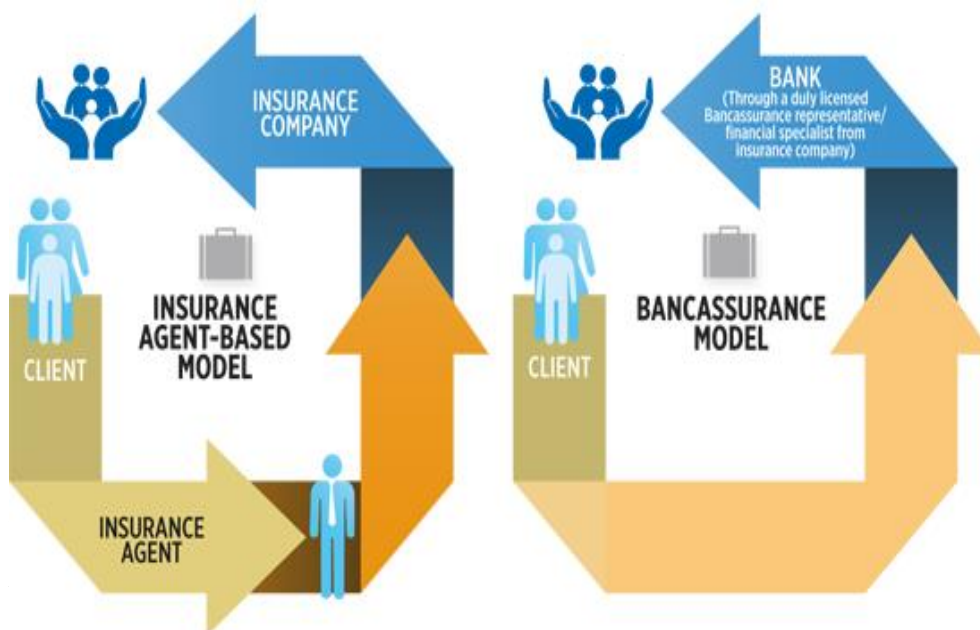 INSURANCE
COMPANY
CLIENT
INSURANCE
AGENT-BASED
MODEL
INSURANCE
AGENT
BANK
(Through a duly licensed
Bancassurance representative/
financial specialist from
insurance company)
CLIENT
BANCASSURANCE
MODEL